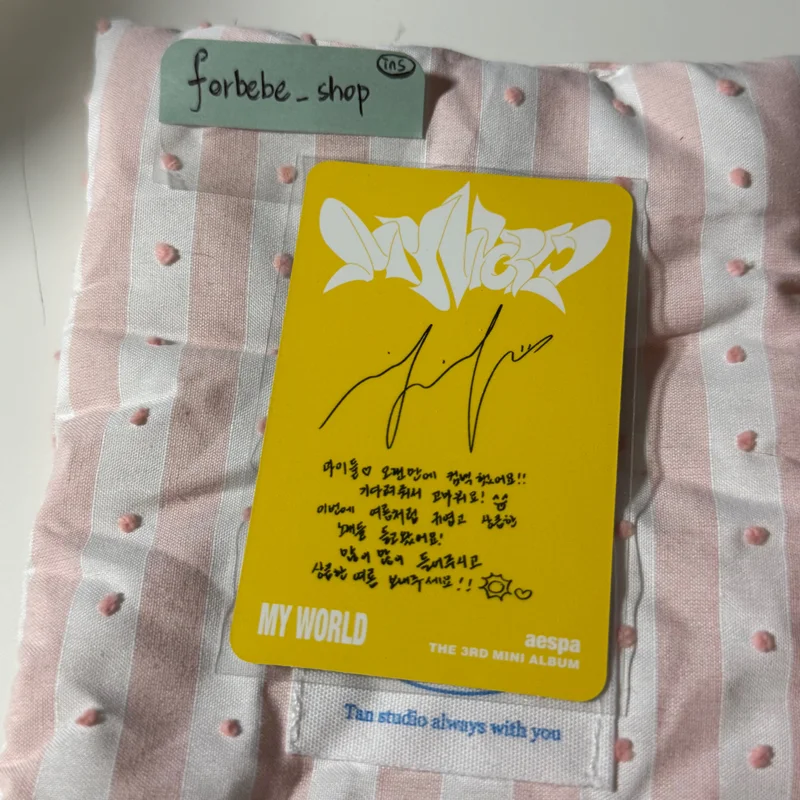 forbebe_shop
ins
MY WORLD
마이들♡ 오랜만에 컴백 했어요!!
기다려줘서 고마워요!
이번에 여름처럼 귀엽고 상큼한
노래들 들고왔어요!
많이 많이 들어주시고
상큼한 여름 보내주세요!!
MY WORLD
aespa
THE 3RD MINI ALBUM
Tan studio always with you